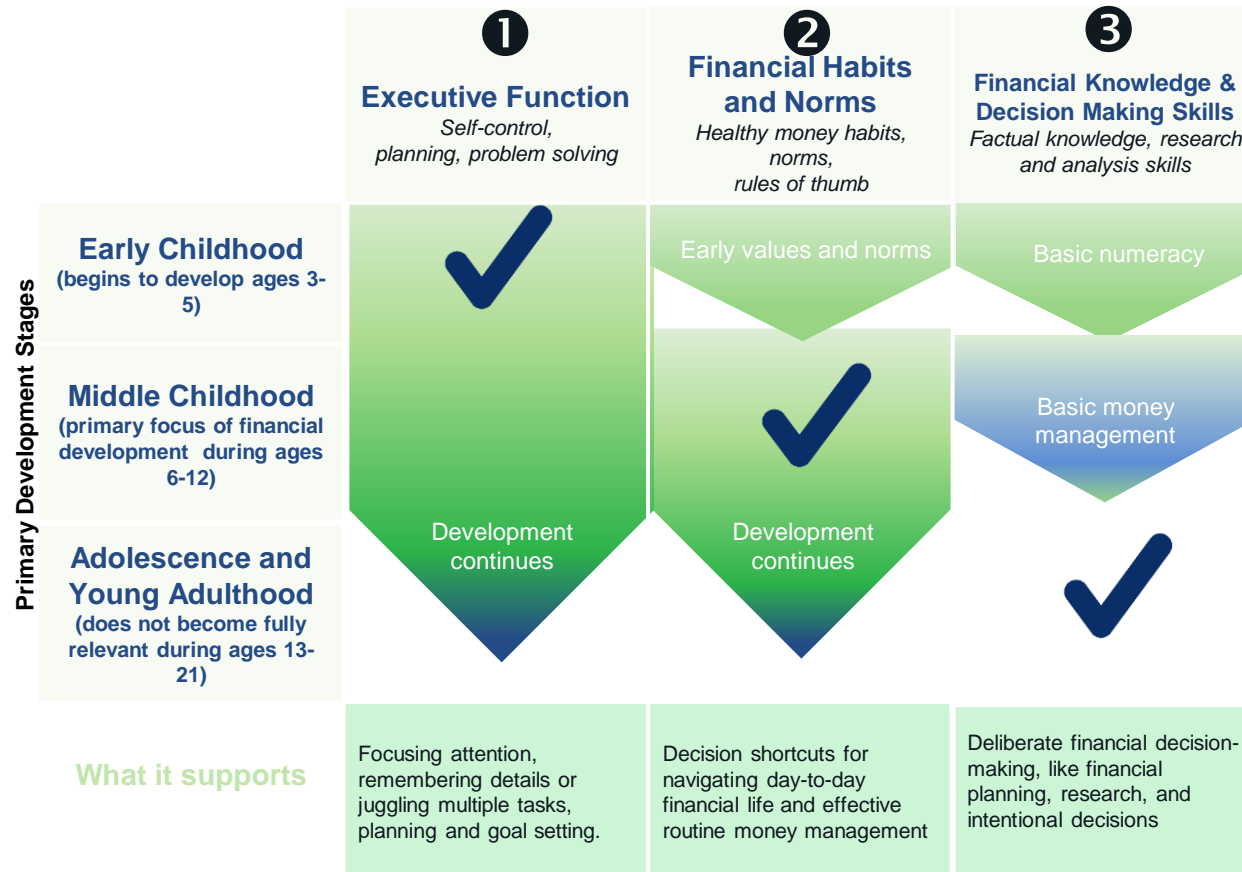 1
Executive Function
Self-control,
planning, problem solving
2
Financial Habits
and Norms
Healthy money habits,
norms,
rules of thumb
3
Financial Knowledge &
Decision Making Skills
Factual knowledge, research
and analysis skills
Primary Development Stages
Early Childhood
(begins to develop ages 3-
5)
Early values and norms
Basic numeracy
Middle Childhood
(primary focus of financial
development during ages
6-12)
Basic money
management
Adolescence and
Young Adulthood
(does not become fully
relevant during ages 13-
21)
Development
continues
Development
continues
What it supports
Focusing attention,
remembering details or
juggling multiple tasks,
planning and goal setting.
Decision shortcuts for
navigating day-to-day
financial life and effective
routine money management
Deliberate financial decision-
making, like financial
planning, research, and
intentional decisions